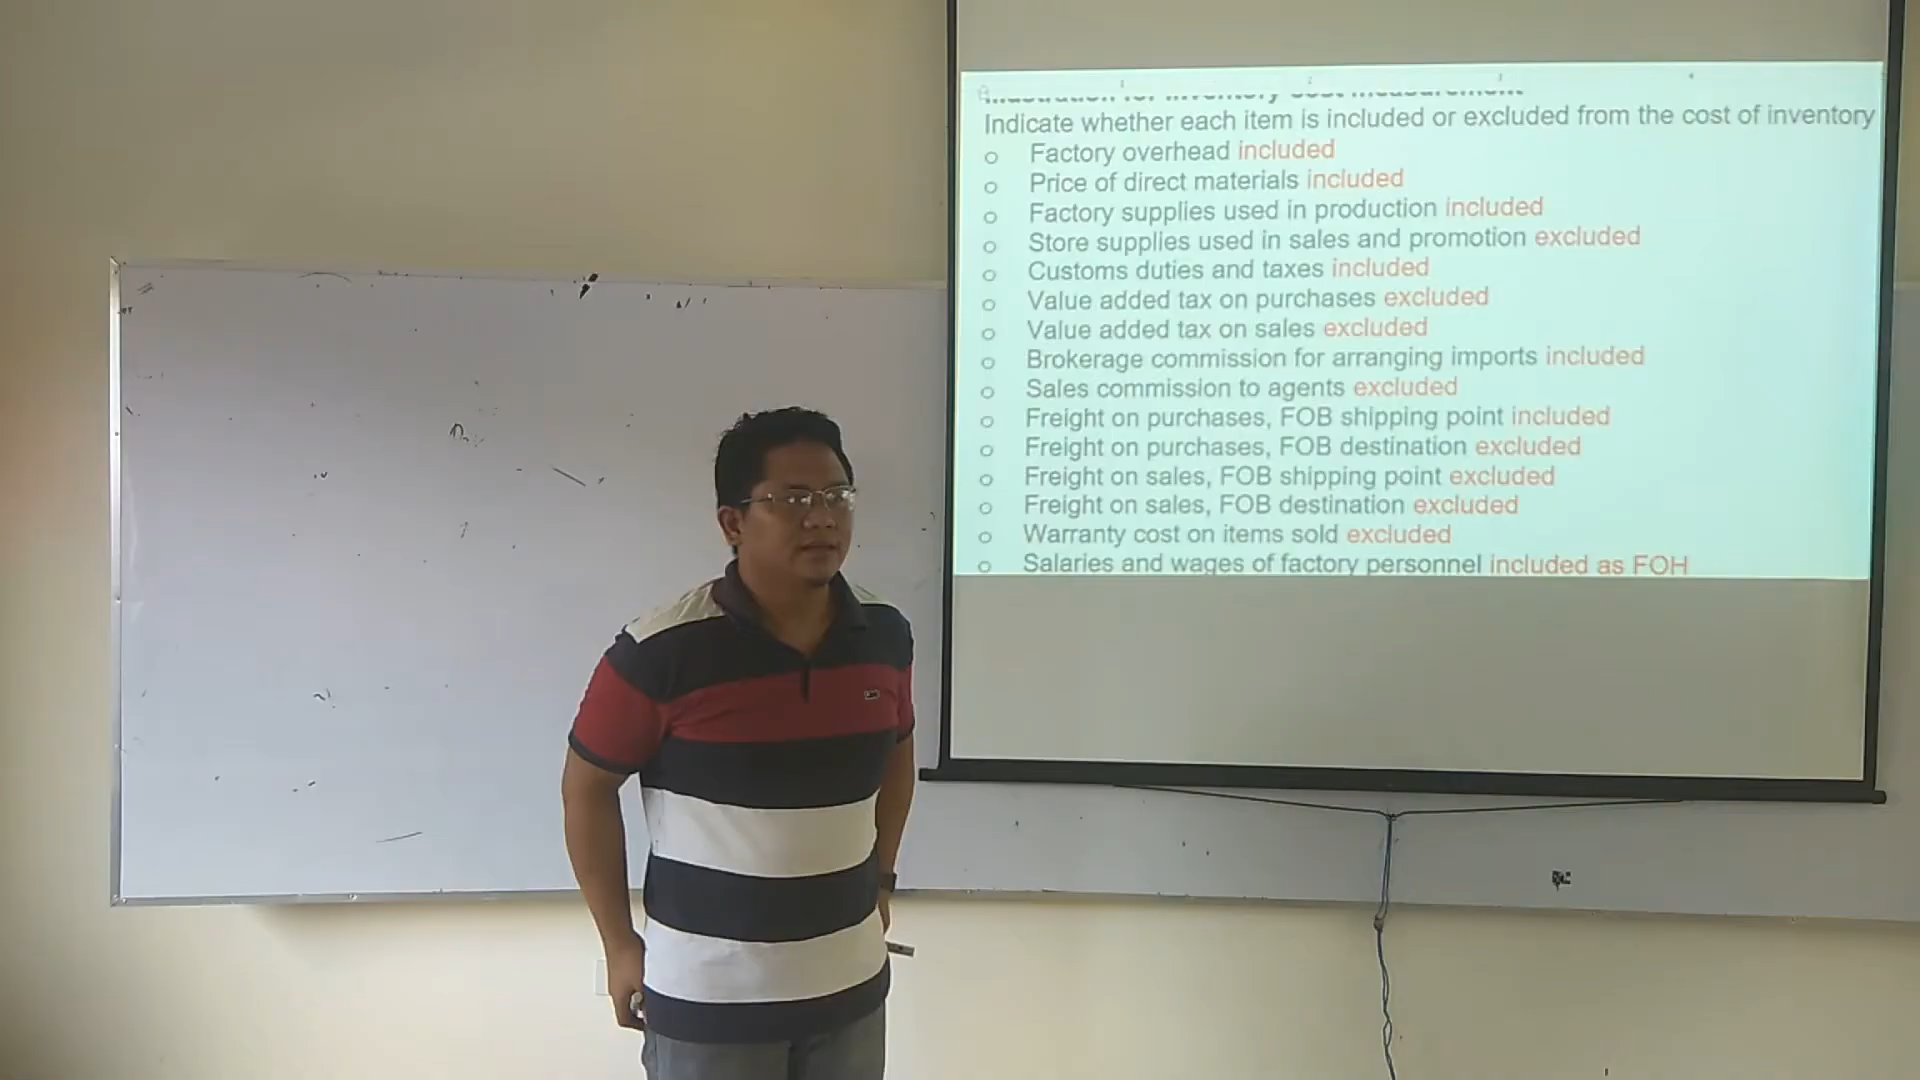 Illustration for inventory cost measurement
Indicate whether each item is included or excluded from the cost of inventory
o Factory overhead included
o Price of direct materials included
o Factory supplies used in production included
o Store supplies used in sales and promotion excluded
o Customs duties and taxes included
o Value added tax on purchases excluded
o Value added tax on sales excluded
o Brokerage commission for arranging imports included
o Sales commission to agents excluded
o Freight on purchases, FOB shipping point included
o Freight on purchases, FOB destination excluded
o Freight on sales, FOB shipping point excluded
o Freight on sales, FOB destination excluded
o Warranty cost on items sold excluded
o Salaries and wages of factory personnel included as FOH